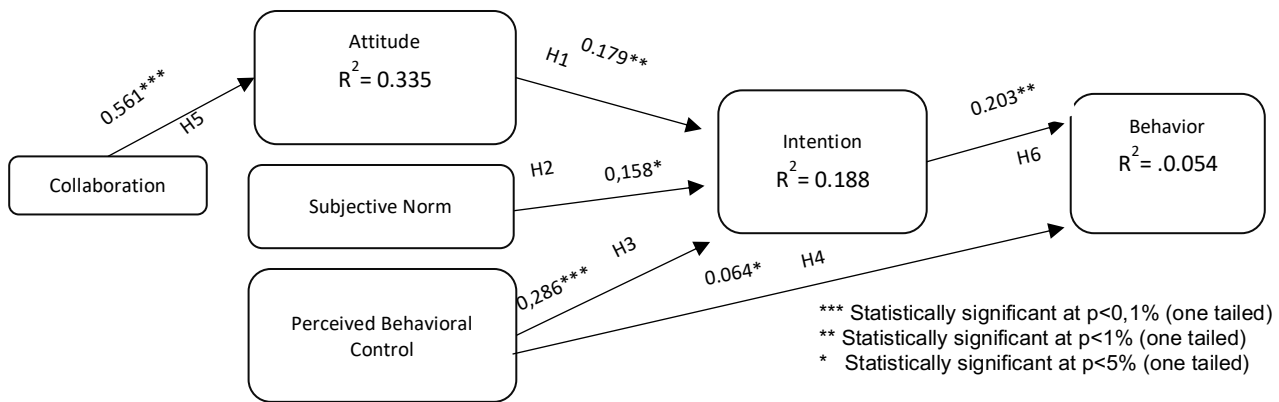 Attitude
R2= 0.335
0.561***
H5
Collaboration
H1
0.179**
Subjective Norm
H2
0,158*
Perceived Behavioral
Control
0,286***
H3
0.064*
H4
Intention
R2= 0.188
0.203**
H6
Behavior
R2= .0.054
*** Statistically significant at p<0,1% (one tailed)
** Statistically significant at p<1% (one tailed)
* Statistically significant at p<5% (one tailed)